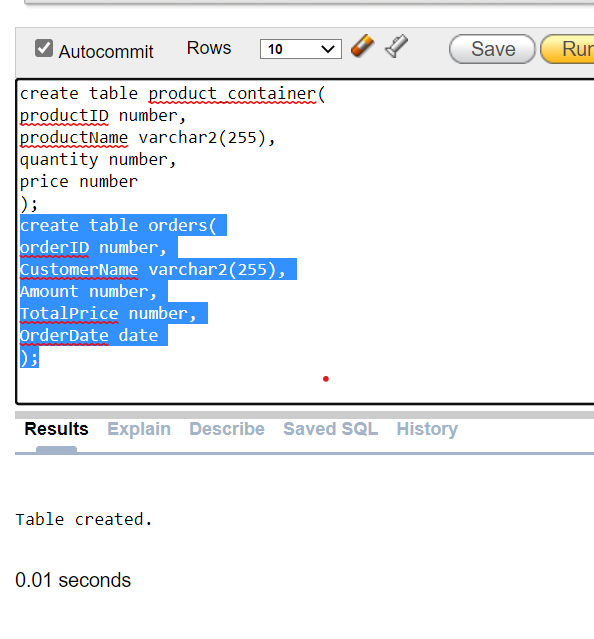 Autocommit Rows 10 Save Run
create table product_container(
productID number,
productName varchar2(255),
quantity number,
price number
);
create table orders(
orderID number,
CustomerName varchar2(255),
Amount number,
TotalPrice number,
OrderDate date
);
Results Explain Describe Saved SQL History
Table created.
0.01 seconds